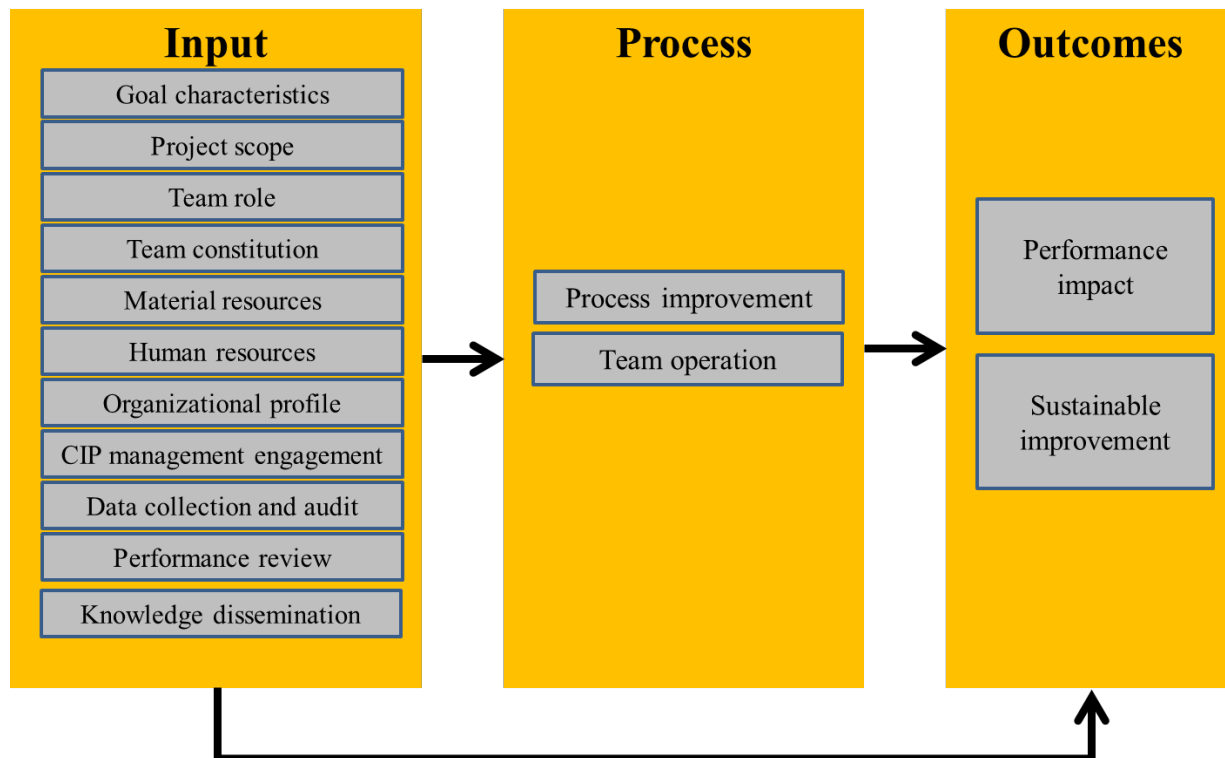 Input
Goal characteristics
Project scope
Team role
Team constitution
Material resources
Human resources
Organizational profile
CIP management engagement
Data collection and audit
Performance review
Knowledge dissemination
Process
Process improvement
Team operation
Outcomes
Performance
impact
Sustainable
improvement